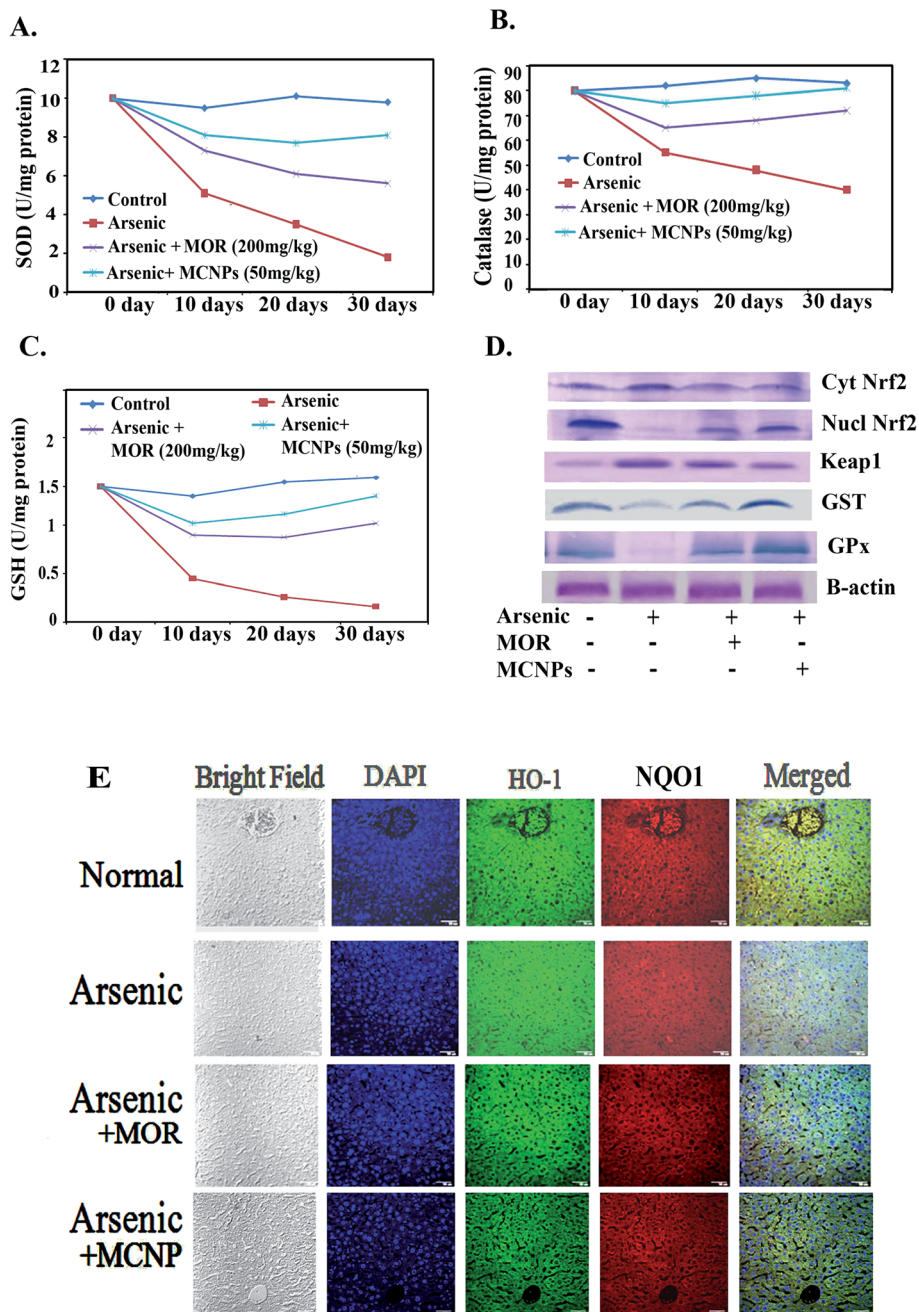 A.
12
10
8
6
4
2
0
SOD (U/mg protein)
Control
Arsenic
Arsenic + MOR (200mg/kg)
Arsenic+ MCNPs (50mg/kg)
0 day 10 days 20 days 30 days
B.
90
80
70
60
50
40
30
20
10
0
Catalase (U/mg protein)
Control
Arsenic
Arsenic + MOR (200mg/kg)
Arsenic+ MCNPs (50mg/kg)
0 day 10 days 20 days 30 days
C.
2
1.5
1
0.5
0
GSH (U/mg protein)
Control
Arsenic
Arsenic +
MOR (200mg/kg)
Arsenic+
MCNPs (50mg/kg)
0 day 10 days 20 days 30 days
D.
Cyt Nrf2
Nucl Nrf2
Keap1
GST
GPx
B-actin
Arsenic - + + +
MOR - - + -
MCNPs - - - +
E
Bright Field DAPI HO-1 NQO1 Merged
Normal
Arsenic
Arsenic
+MOR
Arsenic
+MCNP